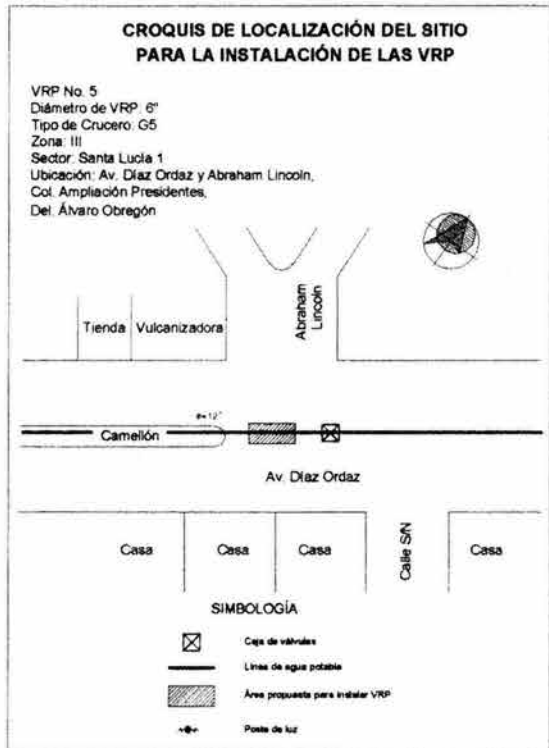 CROQUIS DE LOCALIZACIÓN DEL SITIO
PARA LA INSTALACIÓN DE LAS VRP
VRP No. 5
Diámetro de VRP: 6"
Tipo de Crucero: G5
Zona: III
Sector: Santa Lucía 1
Ubicación: Av. Díaz Ordaz y Abraham Lincoln,
Col. Ampliación Presidentes,
Del. Álvaro Obregón
Abraham
Lincoln
Tienda
Vulcanizadora
ø=12"
Camellón
Av. Díaz Ordaz
Casa
Casa
Casa
Calle S/N
Casa
SIMBOLOGÍA
Caja de válvulas
Línea de agua potable
Área propuesta para instalar VRP
Poste de luz